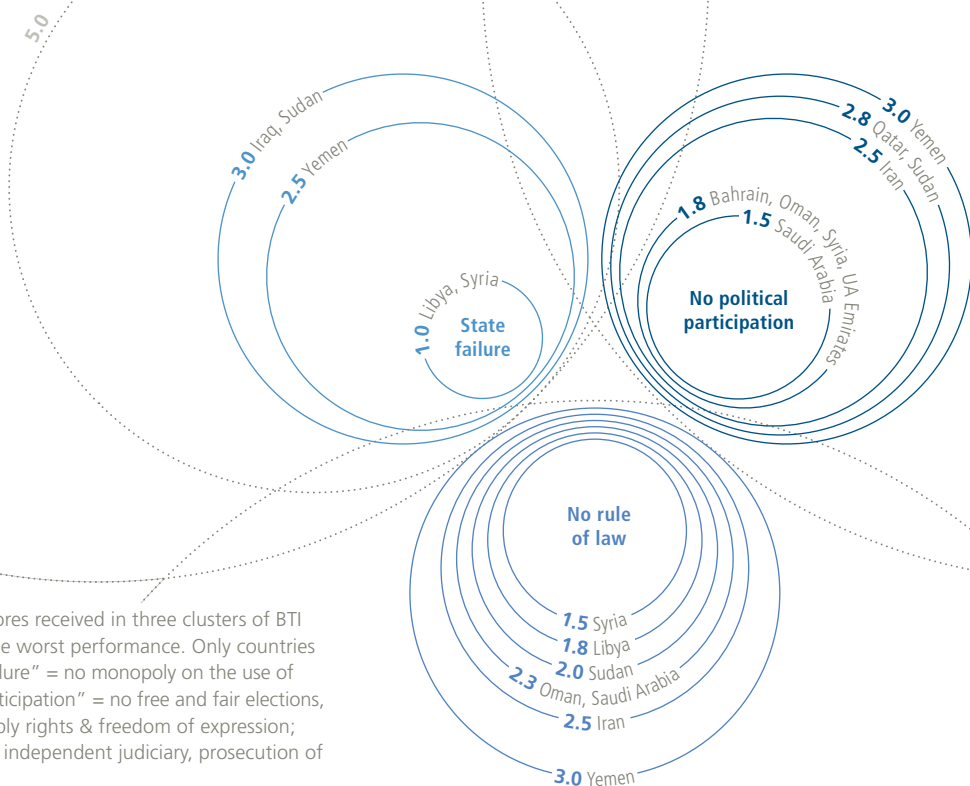 5.0
3.0 Iraq, Sudan
2.5 Yemen
1.0 Libya, Syria
State
failure
3.0 Yemen
2.8 Qatar, Sudan
2.5 Iran
1.8 Bahrain, Oman, Syria, UA Emirates
1.5 Saudi Arabia
No political
participation
No rule
of law
1.5 Syria
1.8 Libya
2.0 Sudan
2.3 Oman, Saudi Arabia
2.5 Iran
3.0 Yemen
ores received in three clusters of BTI
e worst performance. Only countries
lure” = no monopoly on the use of
ticipation” = no free and fair elections,
bly rights & freedom of expression;
independent judiciary, prosecution of